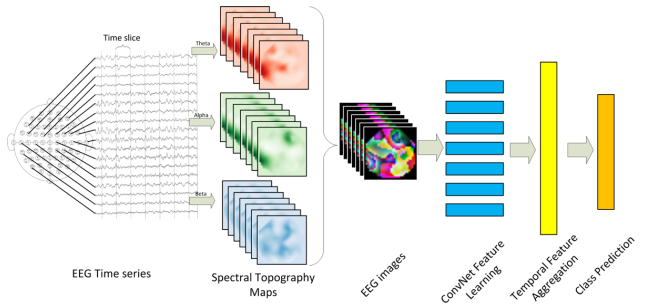 Time slice
Theta
Alpha
Beta
EEG Time series
Spectral Topography
Maps
EEG images
ConvNet Feature
Learning
Temporal Feature
Aggregation
Class Prediction